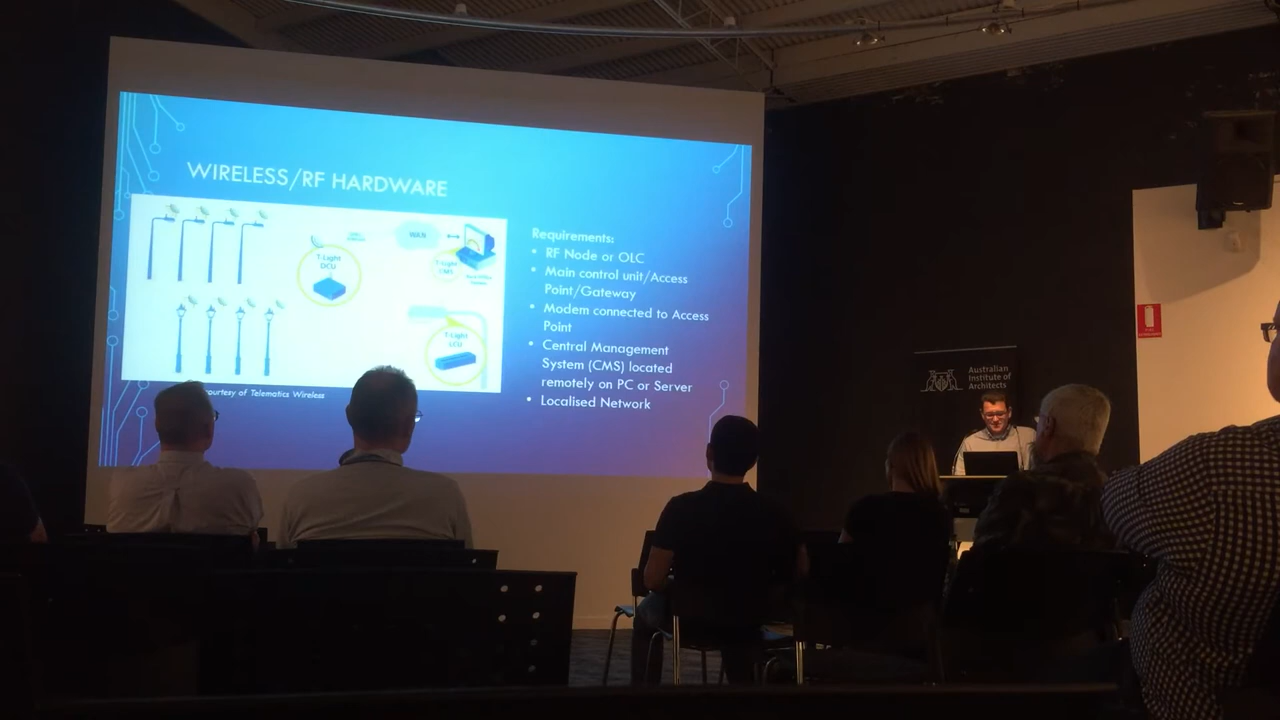 WIRELESS/RF HARDWARE
T-Light
DCU
WAN
T-Light
CMS
T-Light
LCU
ourtesy of Telematics Wireless
Requirements:
• RF Node or OLC
• Main control unit/Access
Point/Gateway
• Modem connected to Access
Point
• Central Management
System (CMS) located
remotely on PC or Server
• Localised Network
Australian
Institute of
Architects